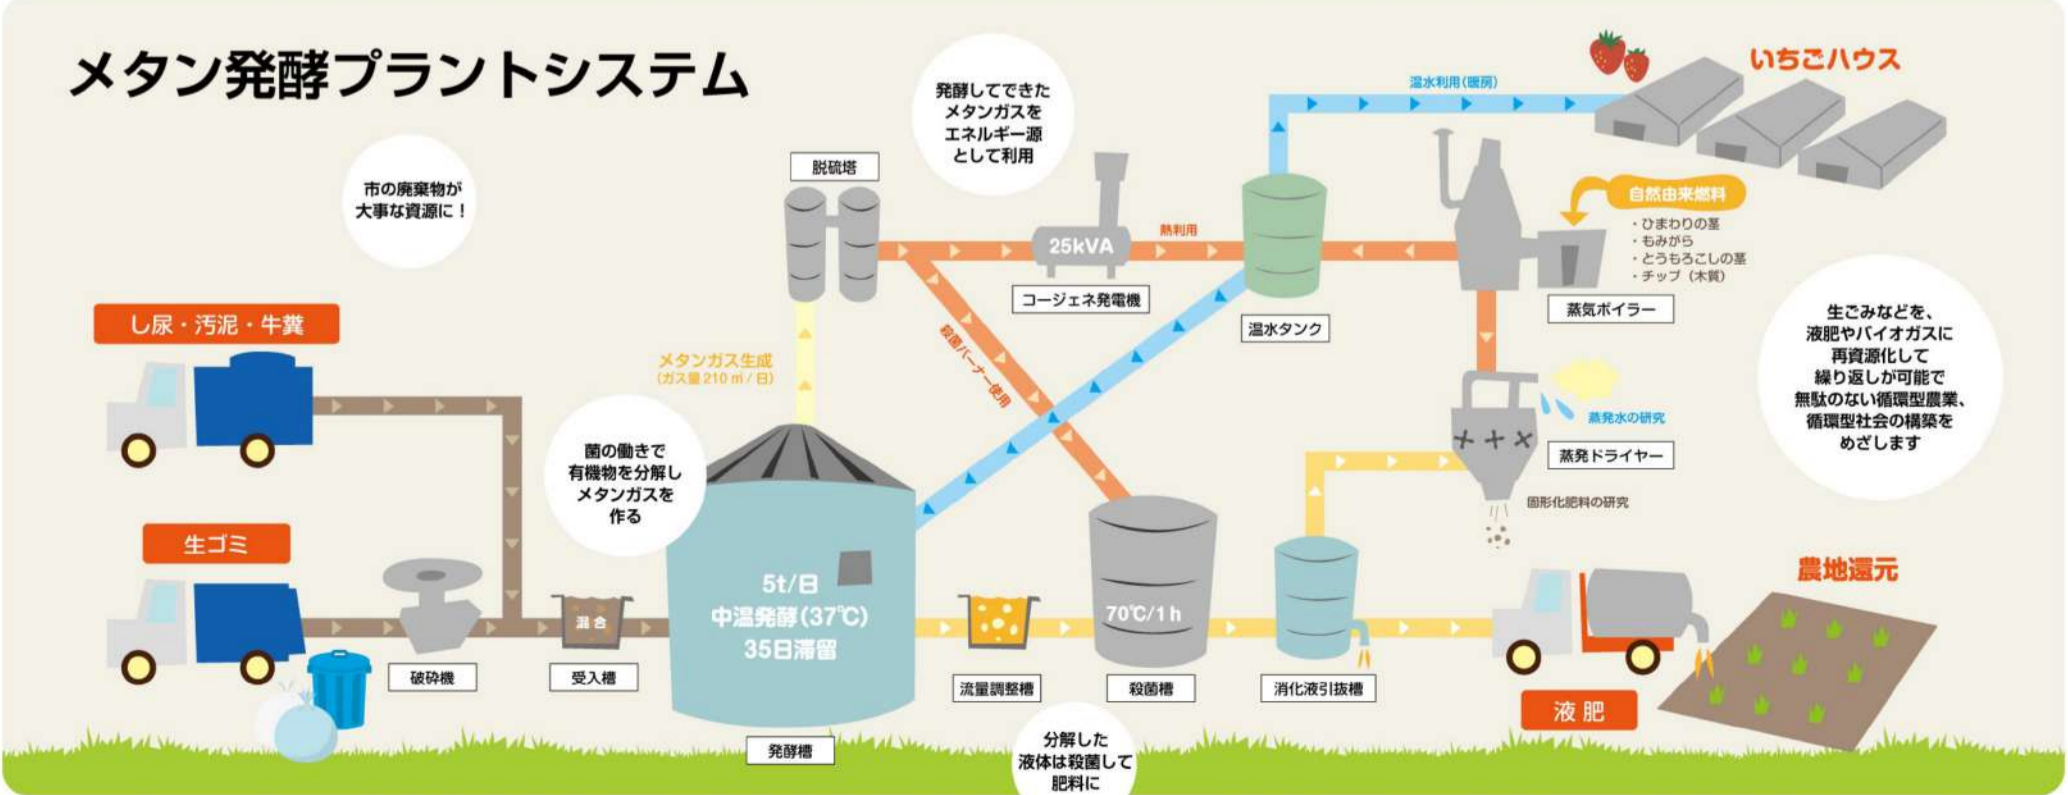 メタン発酵プラントシステム
市の廃棄物が
大事な資源に!
し尿・汚泥・牛糞
生ゴミ
破砕機
混合
受入槽
菌の働きで
有機物を分解し
メタンガスを
作る
メタンガス生成
(ガス量210㎥/日)
5t/日
中温発酵(37℃)
35日滞留
発酵槽
脱硫塔
発酵してできた
メタンガスを
エネルギー源
として利用
25kVA
コージェネ発電機
熱利用
殺菌バーナー使用
温水タンク
温水利用(暖房)
いちごハウス
自然由来燃料
・ひまわりの茎
・もみがら
・とうもろこしの茎
・チップ(木質)
蒸気ボイラー
蒸発水の研究
蒸発ドライヤー
固形化肥料の研究
流量調整槽
70℃/1h
殺菌槽
消化液引抜槽
分解した
液体は殺菌して
肥料に
液肥
農地還元
生ごみなどを、
液肥やバイオガスに
再資源化して
繰り返しが可能で
無駄のない循環型農業、
循環型社会の構築を
めざします